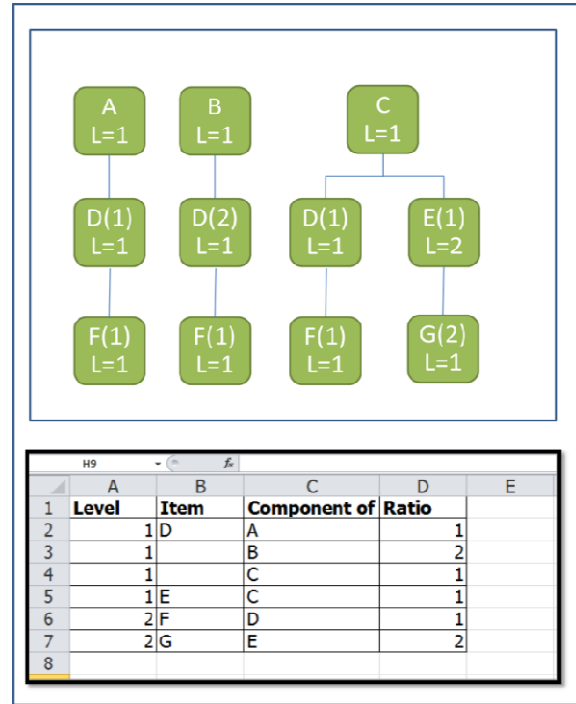 A B C
L=1 L=1 L=1
D(1) D(2) D(1) E(1)
L=1 L=1 L=1 L=2
F(1) F(1) F(1) G(2)
L=1 L=1 L=1 L=1
H9 fx
A B C D E
1 Level Item Component of Ratio
2 1 D A 1
3 1 B 2
4 1 C 1
5 1 E C 1
6 2 F D 1
7 2 G E 2
8